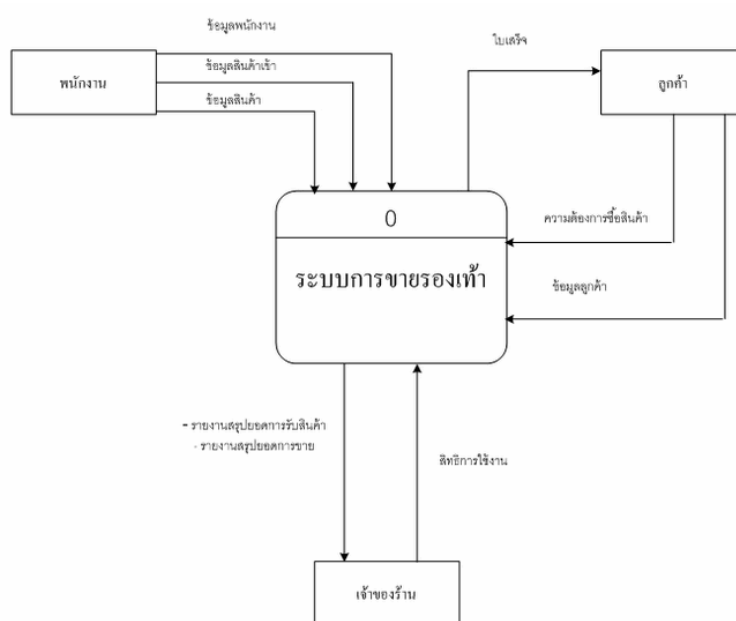 ข้อมูลพนักงาน
ใบเสร็จ
พนักงาน
ข้อมูลสินค้าเข้า
ลูกค้า
ข้อมูลสินค้า
0
ความต้องการซื้อสินค้า
ระบบการขายรองเท้า
ข้อมูลลูกค้า
- รายงานสรุปยอดการรับสินค้า
- รายงานสรุปยอดการขาย
สิทธิการใช้งาน
เจ้าของร้าน